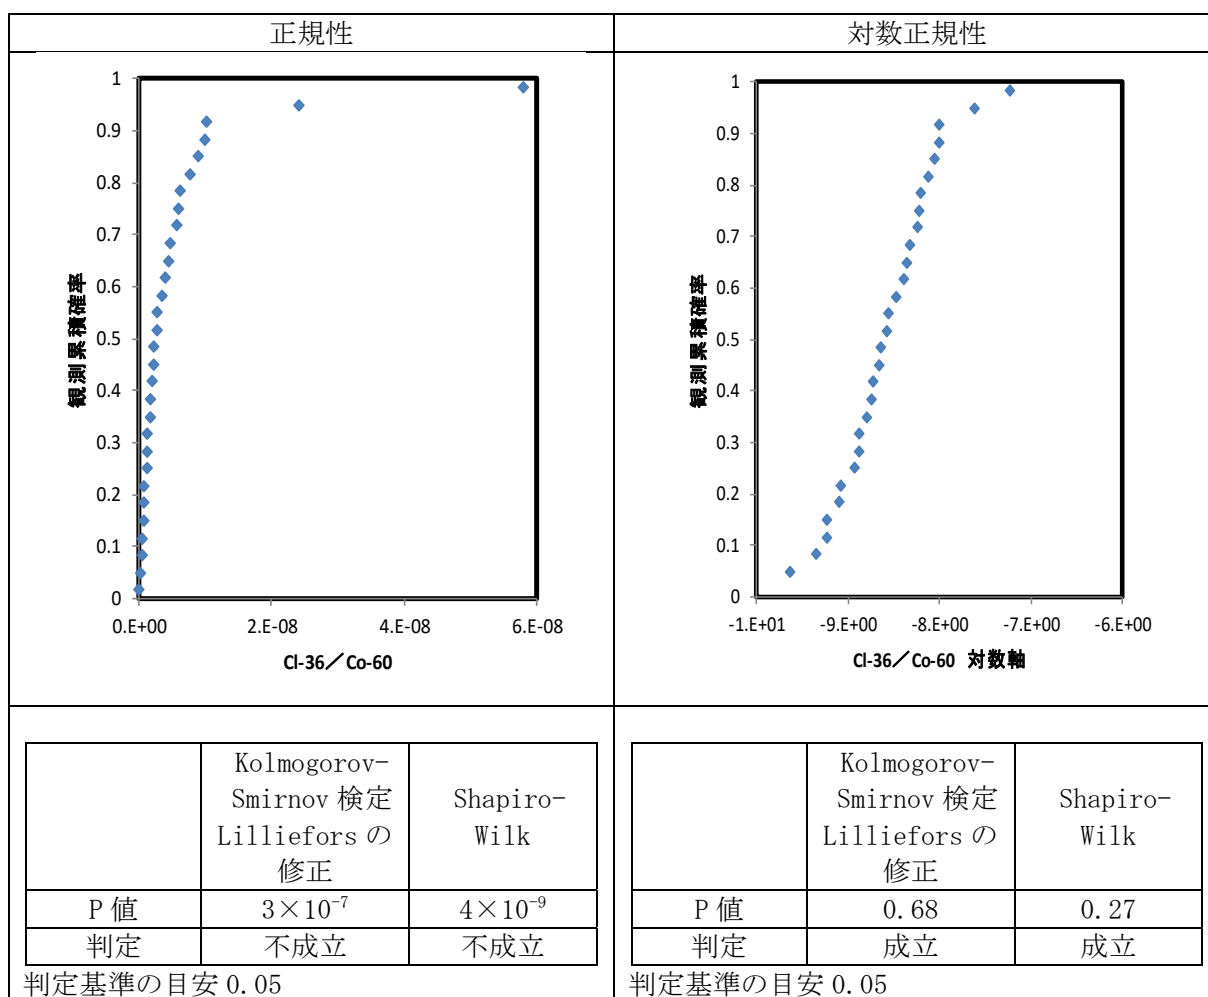 正規性
対数正規性
1
0.9
0.8
0.7
0.6
0.5
0.4
0.3
0.2
0.1
0
観測累積確率
0.E+00
2.E-08
4.E-08
6.E-08
Cl-36／Co-60
1
0.9
0.8
0.7
0.6
0.5
0.4
0.3
0.2
0.1
0
観測累積確率
-1.E+01
-9.E+00
-8.E+00
-7.E+00
-6.E+00
Cl-36／Co-60 対数軸
Kolmogorov-
Smirnov 検定
Lilliefors の
修正
Shapiro-
Wilk
P 値
3×10⁻⁷
4×10⁻⁹
判定
不成立
不成立
判定基準の目安 0.05
Kolmogorov-
Smirnov 検定
Lilliefors の
修正
Shapiro-
Wilk
P 値
0.68
0.27
判定
成立
成立
判定基準の目安 0.05